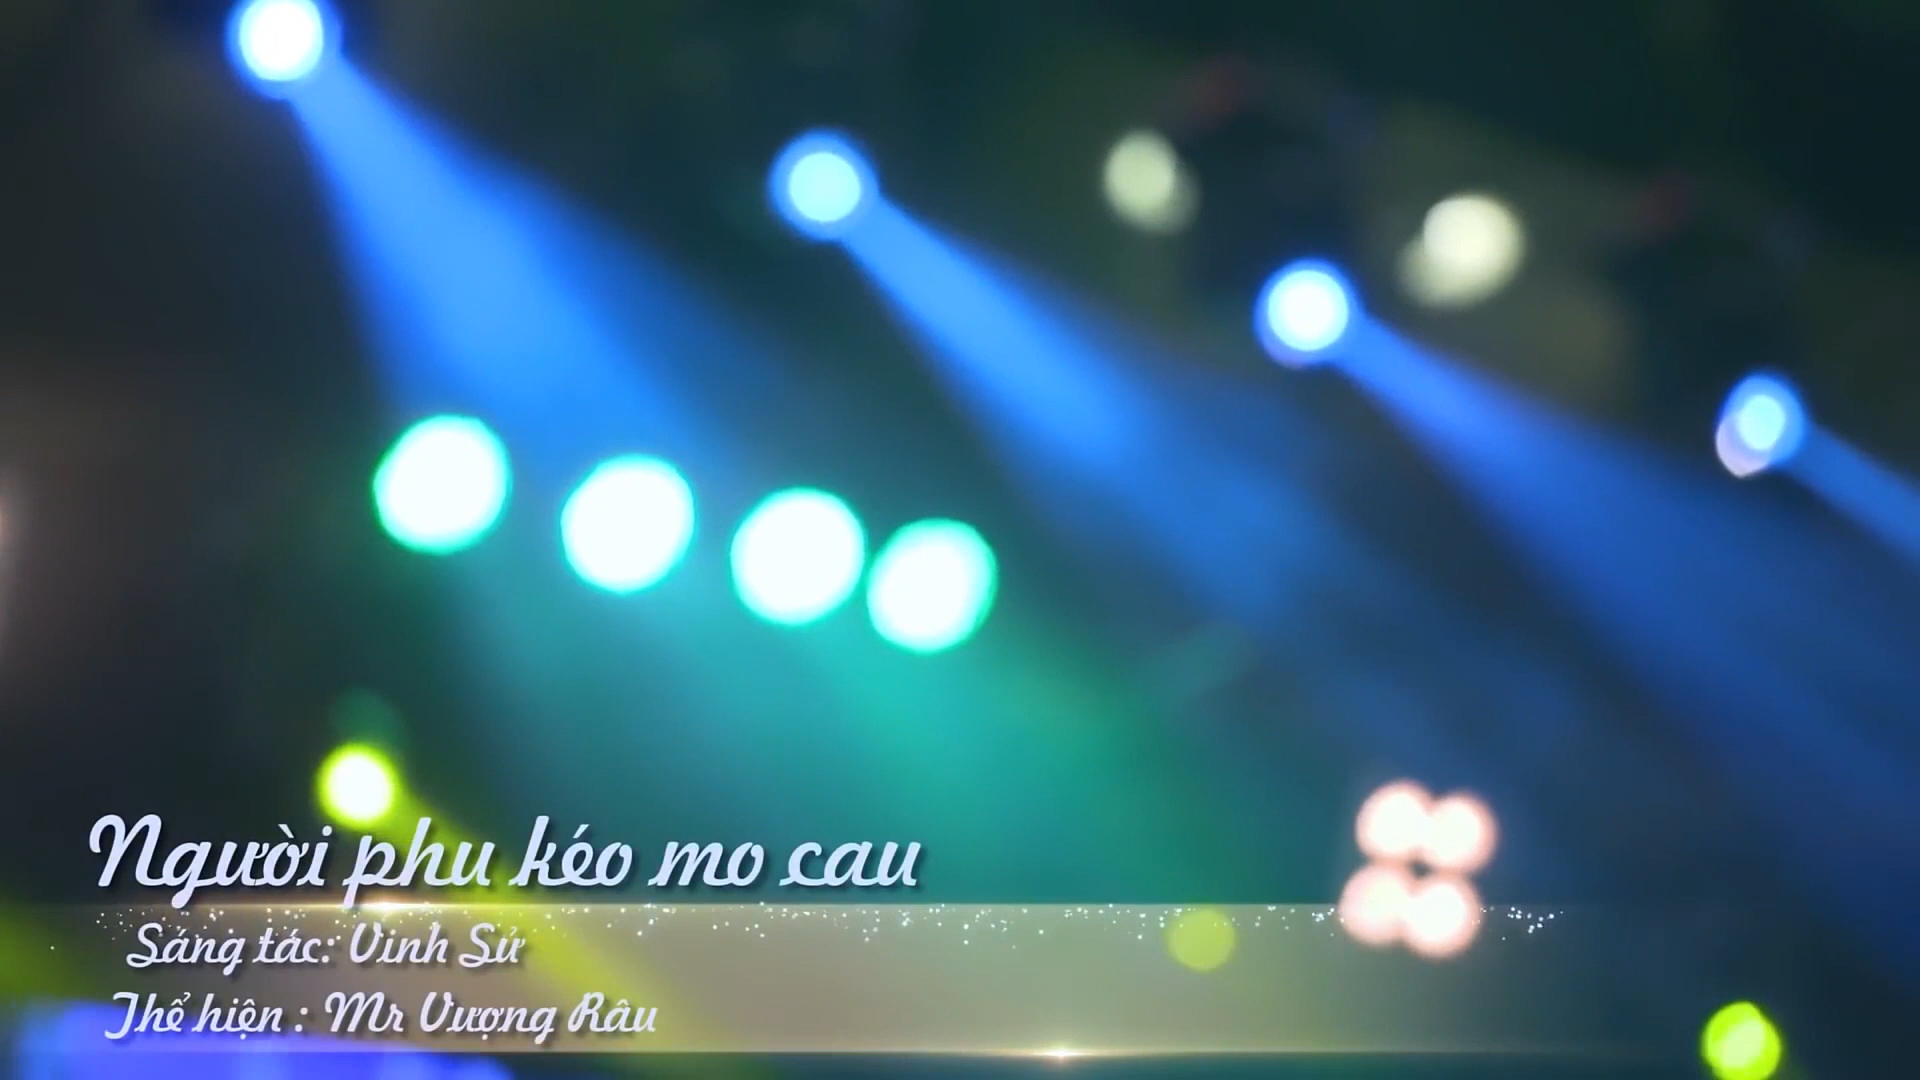 Người phu kéo mo cau
Sáng tác: Vinh Sử
Thể hiện : Mr Vượng Râu